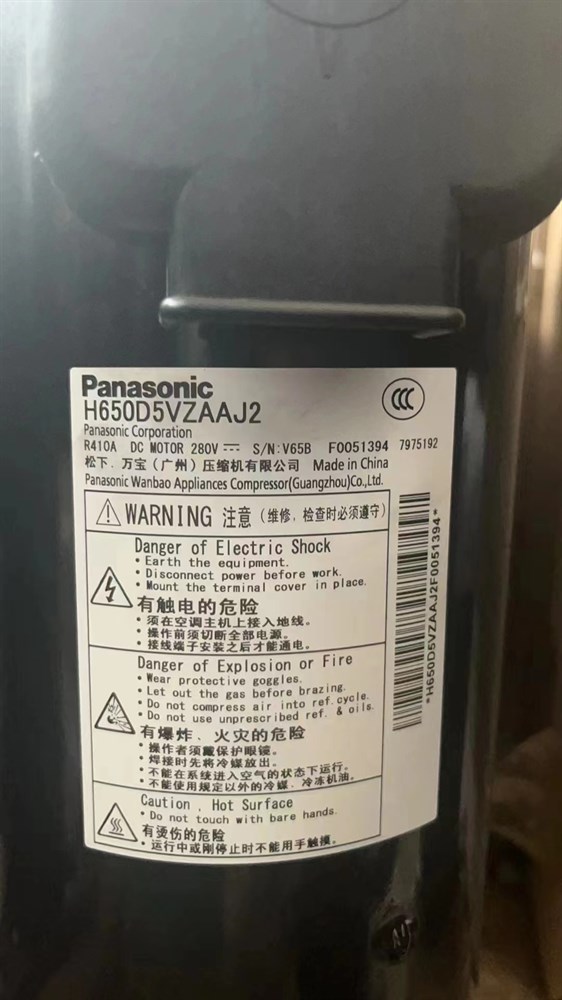 Panasonic
H650D5VZAAJ2
Panasonic Corporation
R410A DC MOTOR 280V S/N:V65B F0051394 7975192
松下.万宝(广州)压缩机有限公司 Made in China
Panasonic Wanbao Appliances Compressor(Guangzhou)Co.,Ltd.
CCC
WARNING 注意(维修,检查时必须遵守)
Danger of Electric Shock
• Earth the equipment.
• Disconnect power before work.
• Mount the terminal cover in place.
有触电的危险
• 须在空调主机上接入地线。
• 操作前须切断全部电源。
• 接线端子安装之后才能通电。
Danger of Explosion or Fire
• Wear protective goggles.
• Let out the gas before brazing.
• Do not compress air into ref.cycle.
• Do not use unprescribed ref. & oils.
有爆炸、火灾的危险
• 操作者须戴保护眼镜。
• 焊接时先将冷媒放出。
• 不能在系统进入空气的状态下运行。
• 不能使用规定以外的冷媒、冷冻机油。
Caution , Hot Surface
• Do not touch with bare hands.
有烫伤的危险
• 运行中或刚停止时不能用手触摸。
*H650D5VZAAJ2F0051394*